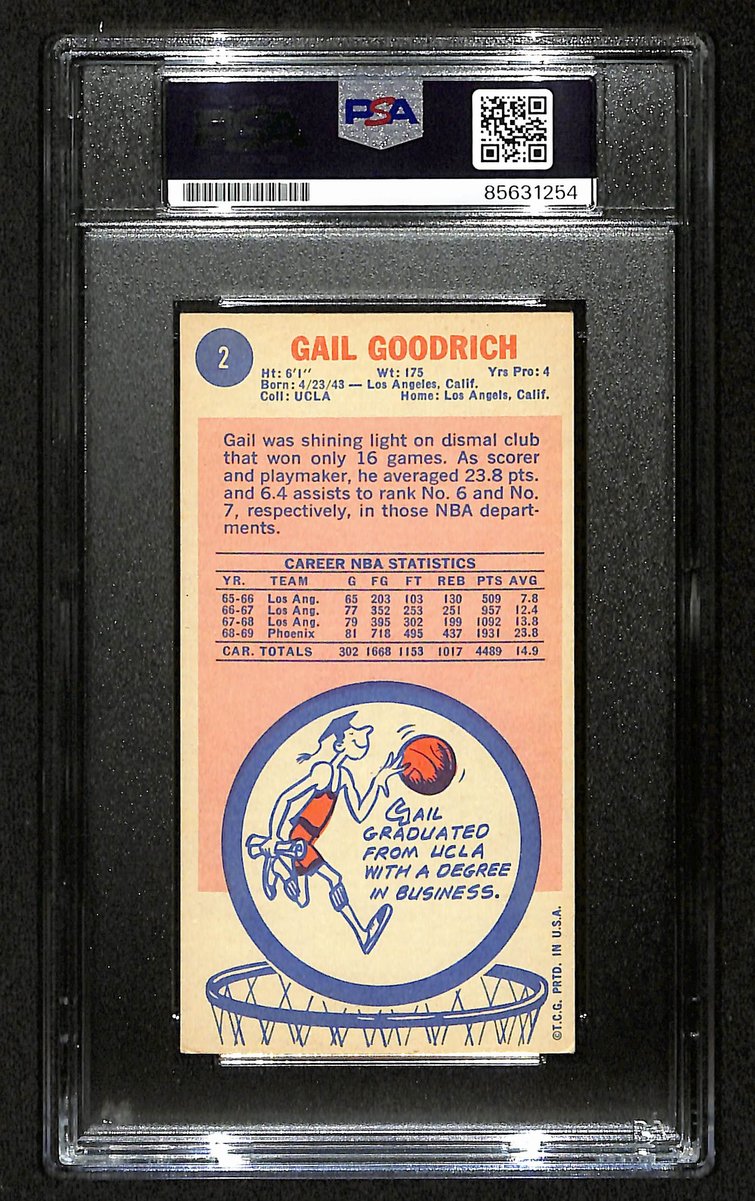 PSA
85631254
2
GAIL GOODRICH
Ht: 6'1" Wt: 175 Yrs Pro: 4
Born: 4/23/43 — Los Angeles, Calif.
Coll: UCLA Home: Los Angels, Calif.
Gail was shining light on dismal club
that won only 16 games. As scorer
and playmaker, he averaged 23.8 pts.
and 6.4 assists to rank No. 6 and No.
7, respectively, in those NBA depart-
ments.
CAREER NBA STATISTICS
YR. TEAM G FG FT REB PTS AVG
65-66 Los Ang. 65 203 103 130 509 7.8
66-67 Los Ang. 77 352 253 251 957 12.4
67-68 Los Ang. 79 395 302 199 1092 13.8
68-69 Phoenix 81 718 495 437 1931 23.8
CAR. TOTALS 302 1668 1153 1017 4489 14.9
GAIL
GRADUATED
FROM UCLA
WITH A DEGREE
IN BUSINESS.
©T.C.G. PRTD. IN U.S.A.